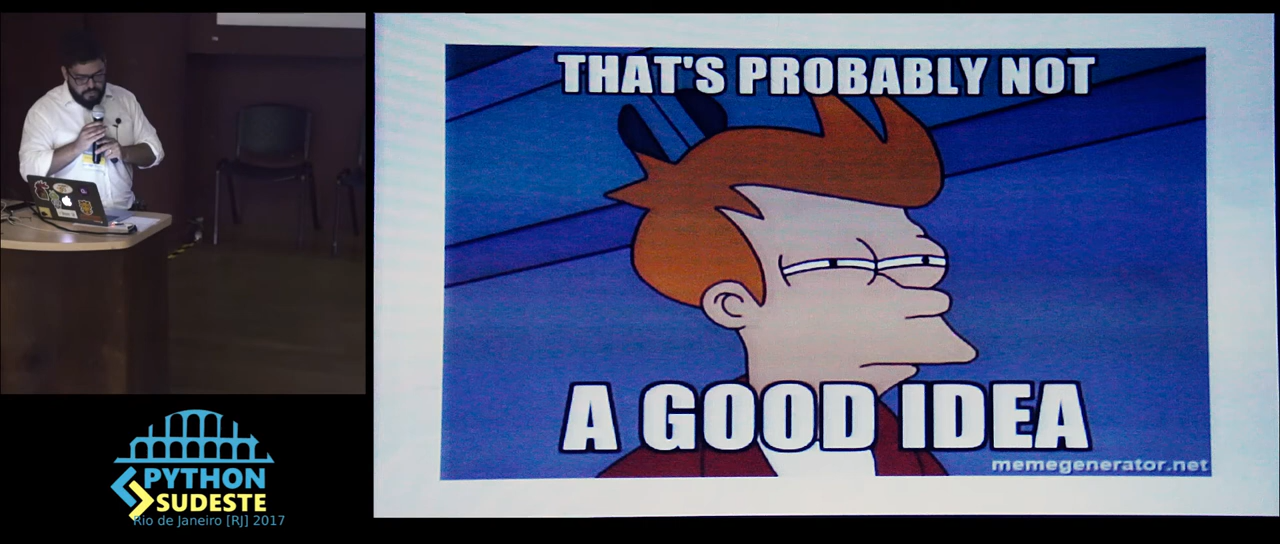 THAT'S PROBABLY NOT
A GOOD IDEA
memegenerator.net
PYTHON
SUDESTE
Rio de Janeiro [RJ] 2017